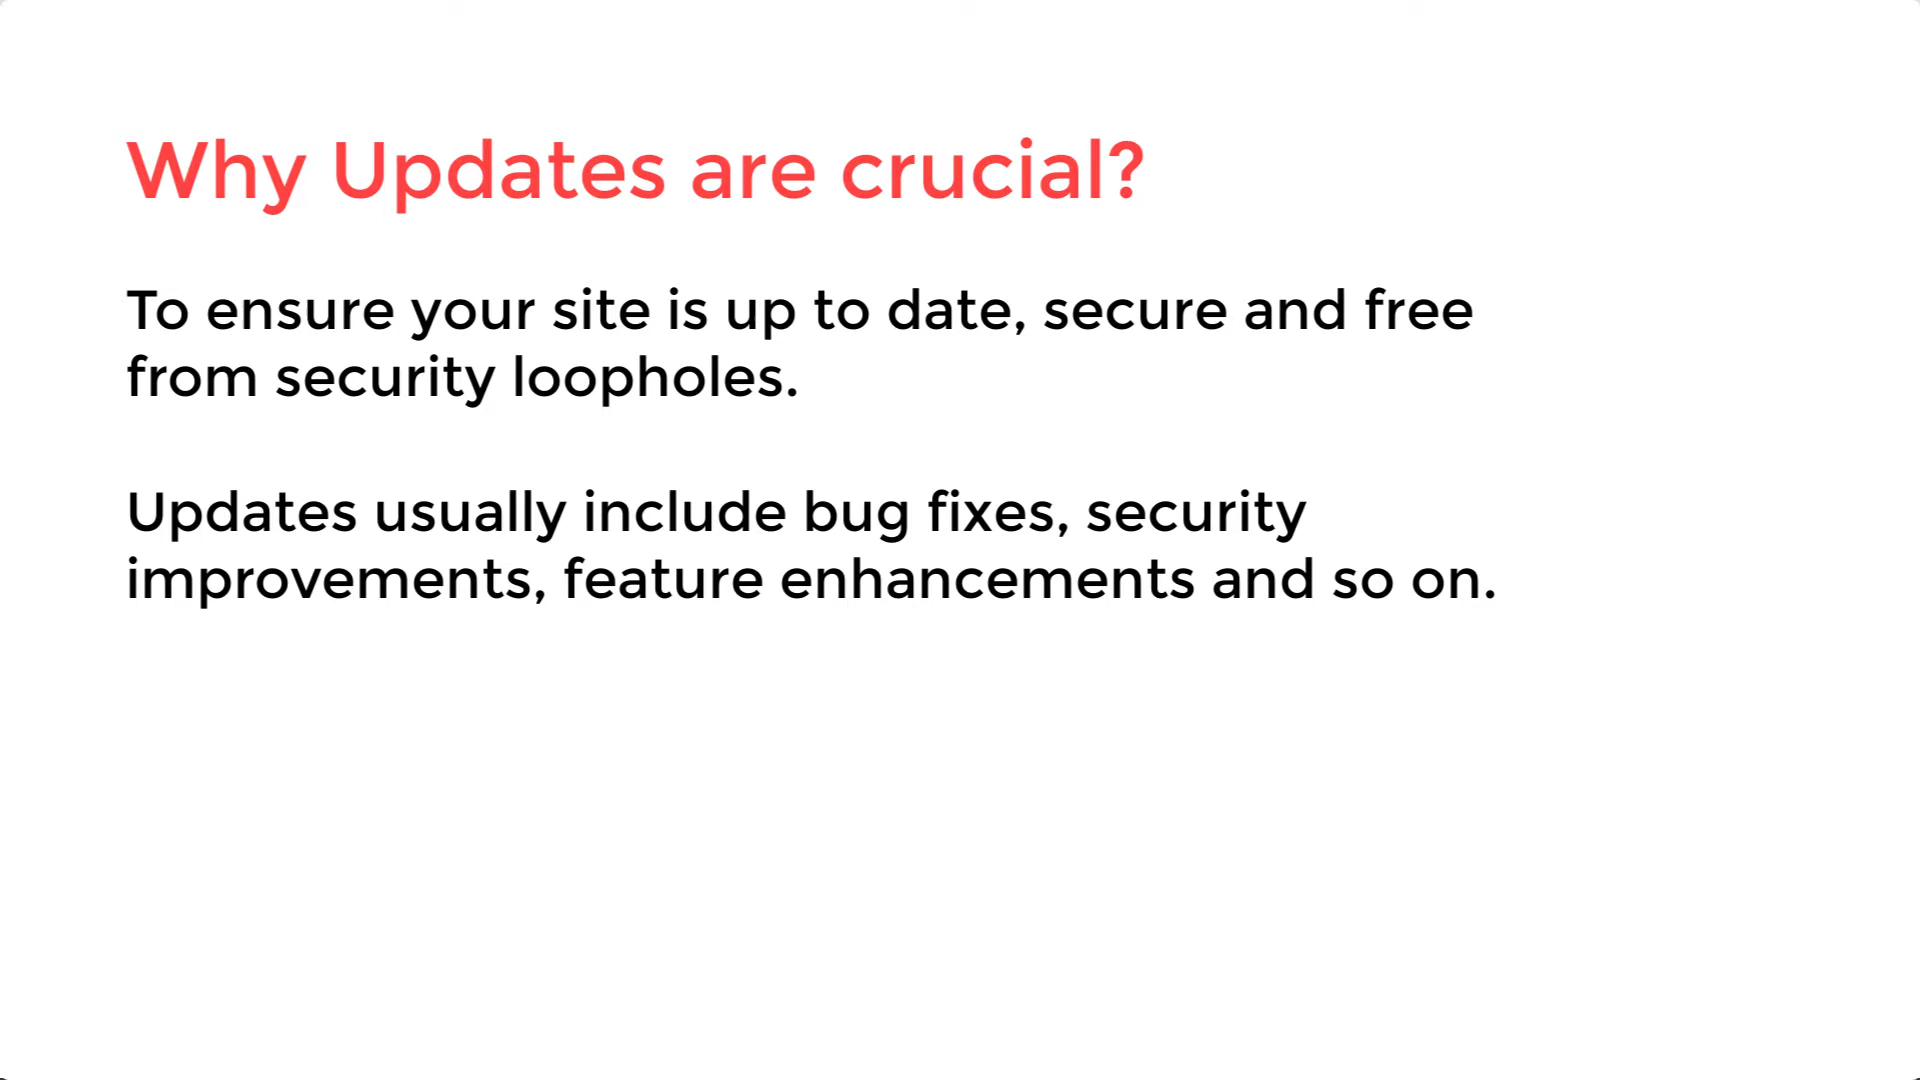 Why Updates are crucial?
To ensure your site is up to date, secure and free
from security loopholes.
Updates usually include bug fixes, security
improvements, feature enhancements and so on.